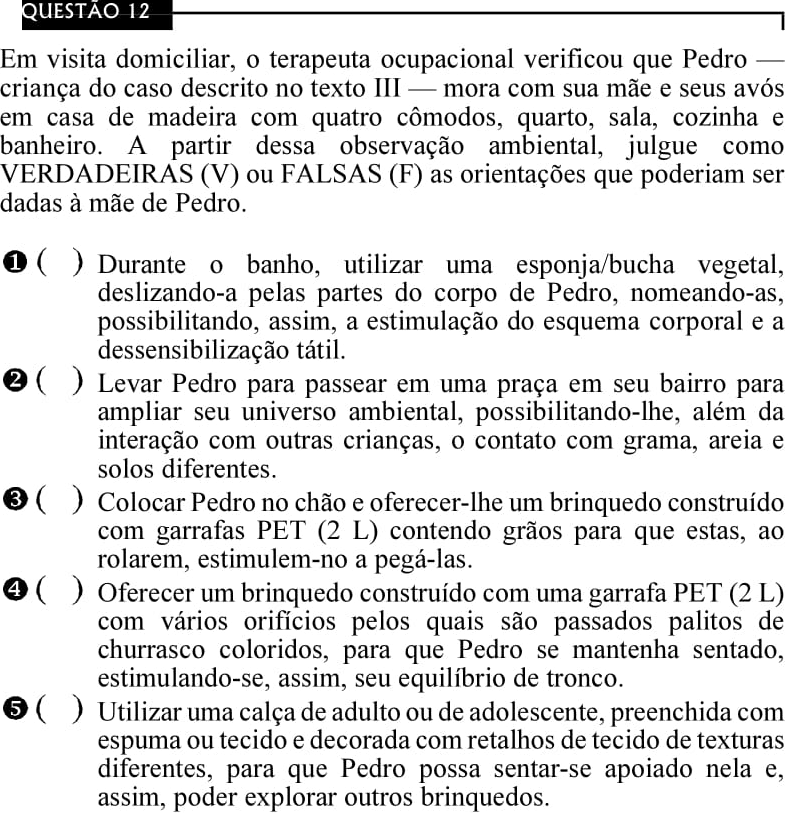 QUESTÃO 12
Em visita domiciliar, o terapeuta ocupacional verificou que Pedro —
criança do caso descrito no texto III — mora com sua mãe e seus avós
em casa de madeira com quatro cômodos, quarto, sala, cozinha e
banheiro. A partir dessa observação ambiental, julgue como
VERDADEIRAS (V) ou FALSAS (F) as orientações que poderiam ser
dadas à mãe de Pedro.
❶ ( ) Durante o banho, utilizar uma esponja/bucha vegetal,
deslizando-a pelas partes do corpo de Pedro, nomeando-as,
possibilitando, assim, a estimulação do esquema corporal e a
dessensibilização tátil.
❷ ( ) Levar Pedro para passear em uma praça em seu bairro para
ampliar seu universo ambiental, possibilitando-lhe, além da
interação com outras crianças, o contato com grama, areia e
solos diferentes.
❸ ( ) Colocar Pedro no chão e oferecer-lhe um brinquedo construído
com garrafas PET (2 L) contendo grãos para que estas, ao
rolarem, estimulem-no a pegá-las.
❹ ( ) Oferecer um brinquedo construído com uma garrafa PET (2 L)
com vários orifícios pelos quais são passados palitos de
churrasco coloridos, para que Pedro se mantenha sentado,
estimulando-se, assim, seu equilíbrio de tronco.
❺ ( ) Utilizar uma calça de adulto ou de adolescente, preenchida com
espuma ou tecido e decorada com retalhos de tecido de texturas
diferentes, para que Pedro possa sentar-se apoiado nela e,
assim, poder explorar outros brinquedos.